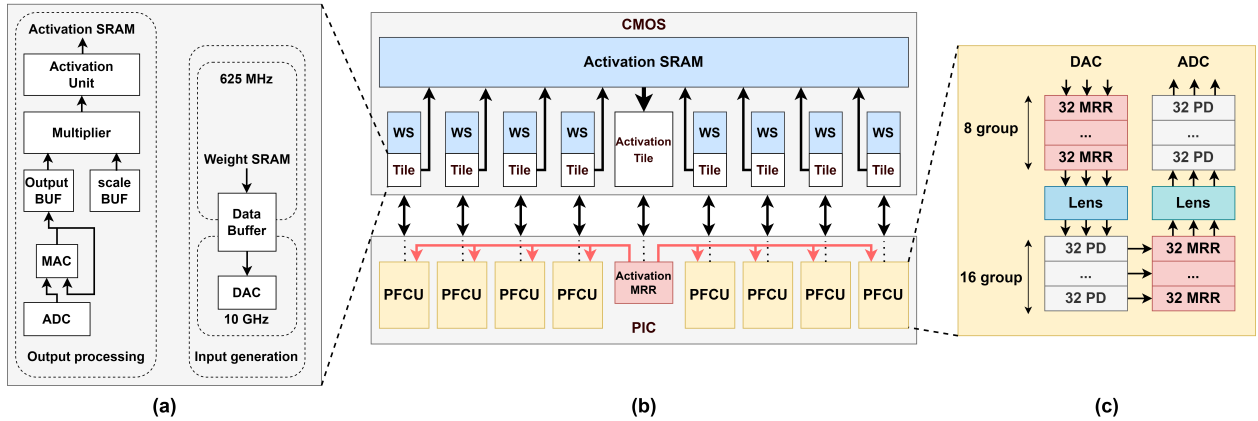 Activation SRAM
Activation
Unit
Multiplier
Output
BUF
scale
BUF
MAC
ADC
Output processing
625 MHz
Weight SRAM
Data
Buffer
DAC
10 GHz
Input generation
(a)
CMOS
Activation SRAM
WS
Tile
WS
Tile
WS
Tile
WS
Tile
Activation
Tile
WS
Tile
WS
Tile
WS
Tile
WS
Tile
PFCU
PFCU
PFCU
PFCU
Activation
MRR
PFCU
PFCU
PFCU
PFCU
PIC
(b)
DAC
ADC
8 group
32 MRR
...
32 MRR
32 PD
...
32 PD
Lens
Lens
16 group
32 PD
...
32 PD
32 MRR
...
32 MRR
(c)